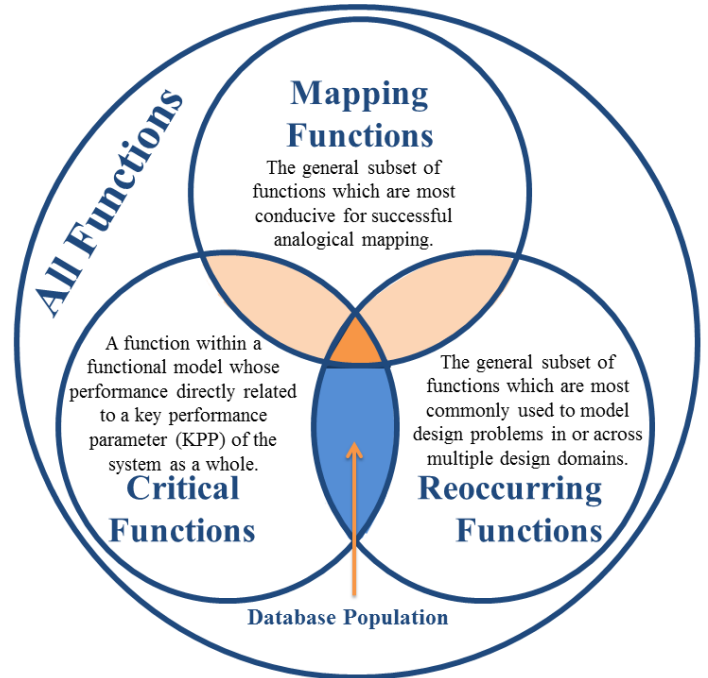 All Functions
Mapping
Functions
The general subset of
functions which are most
conducive for successful
analogical mapping.
A function within a
functional model whose
performance directly related
to a key performance
parameter (KPP) of the
system as a whole.
Critical
Functions
The general subset of
functions which are most
commonly used to model
design problems in or across
multiple design domains.
Reoccurring
Functions
Database Population